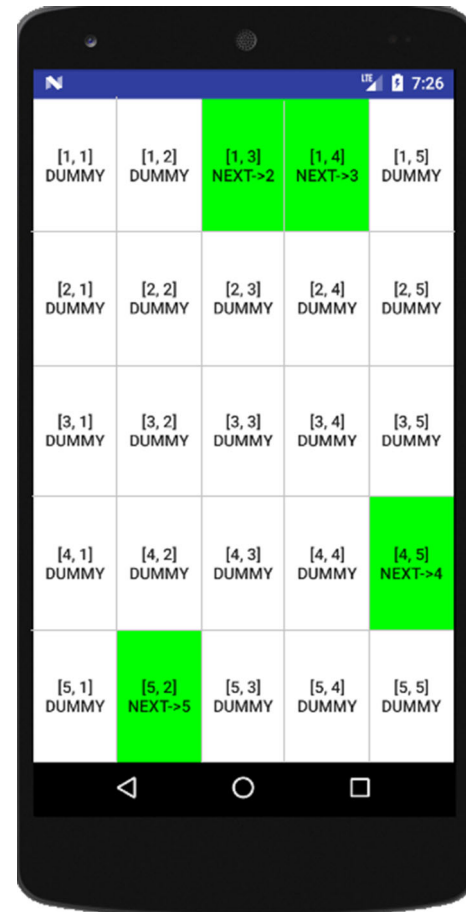 LTE 7:26
[1, 1] [1, 2] [1, 3] [1, 4] [1, 5]
DUMMY DUMMY NEXT->2 NEXT->3 DUMMY
[2, 1] [2, 2] [2, 3] [2, 4] [2, 5]
DUMMY DUMMY DUMMY DUMMY DUMMY
[3, 1] [3, 2] [3, 3] [3, 4] [3, 5]
DUMMY DUMMY DUMMY DUMMY DUMMY
[4, 1] [4, 2] [4, 3] [4, 4] [4, 5]
DUMMY DUMMY DUMMY DUMMY NEXT->4
[5, 1] [5, 2] [5, 3] [5, 4] [5, 5]
DUMMY NEXT->5 DUMMY DUMMY DUMMY